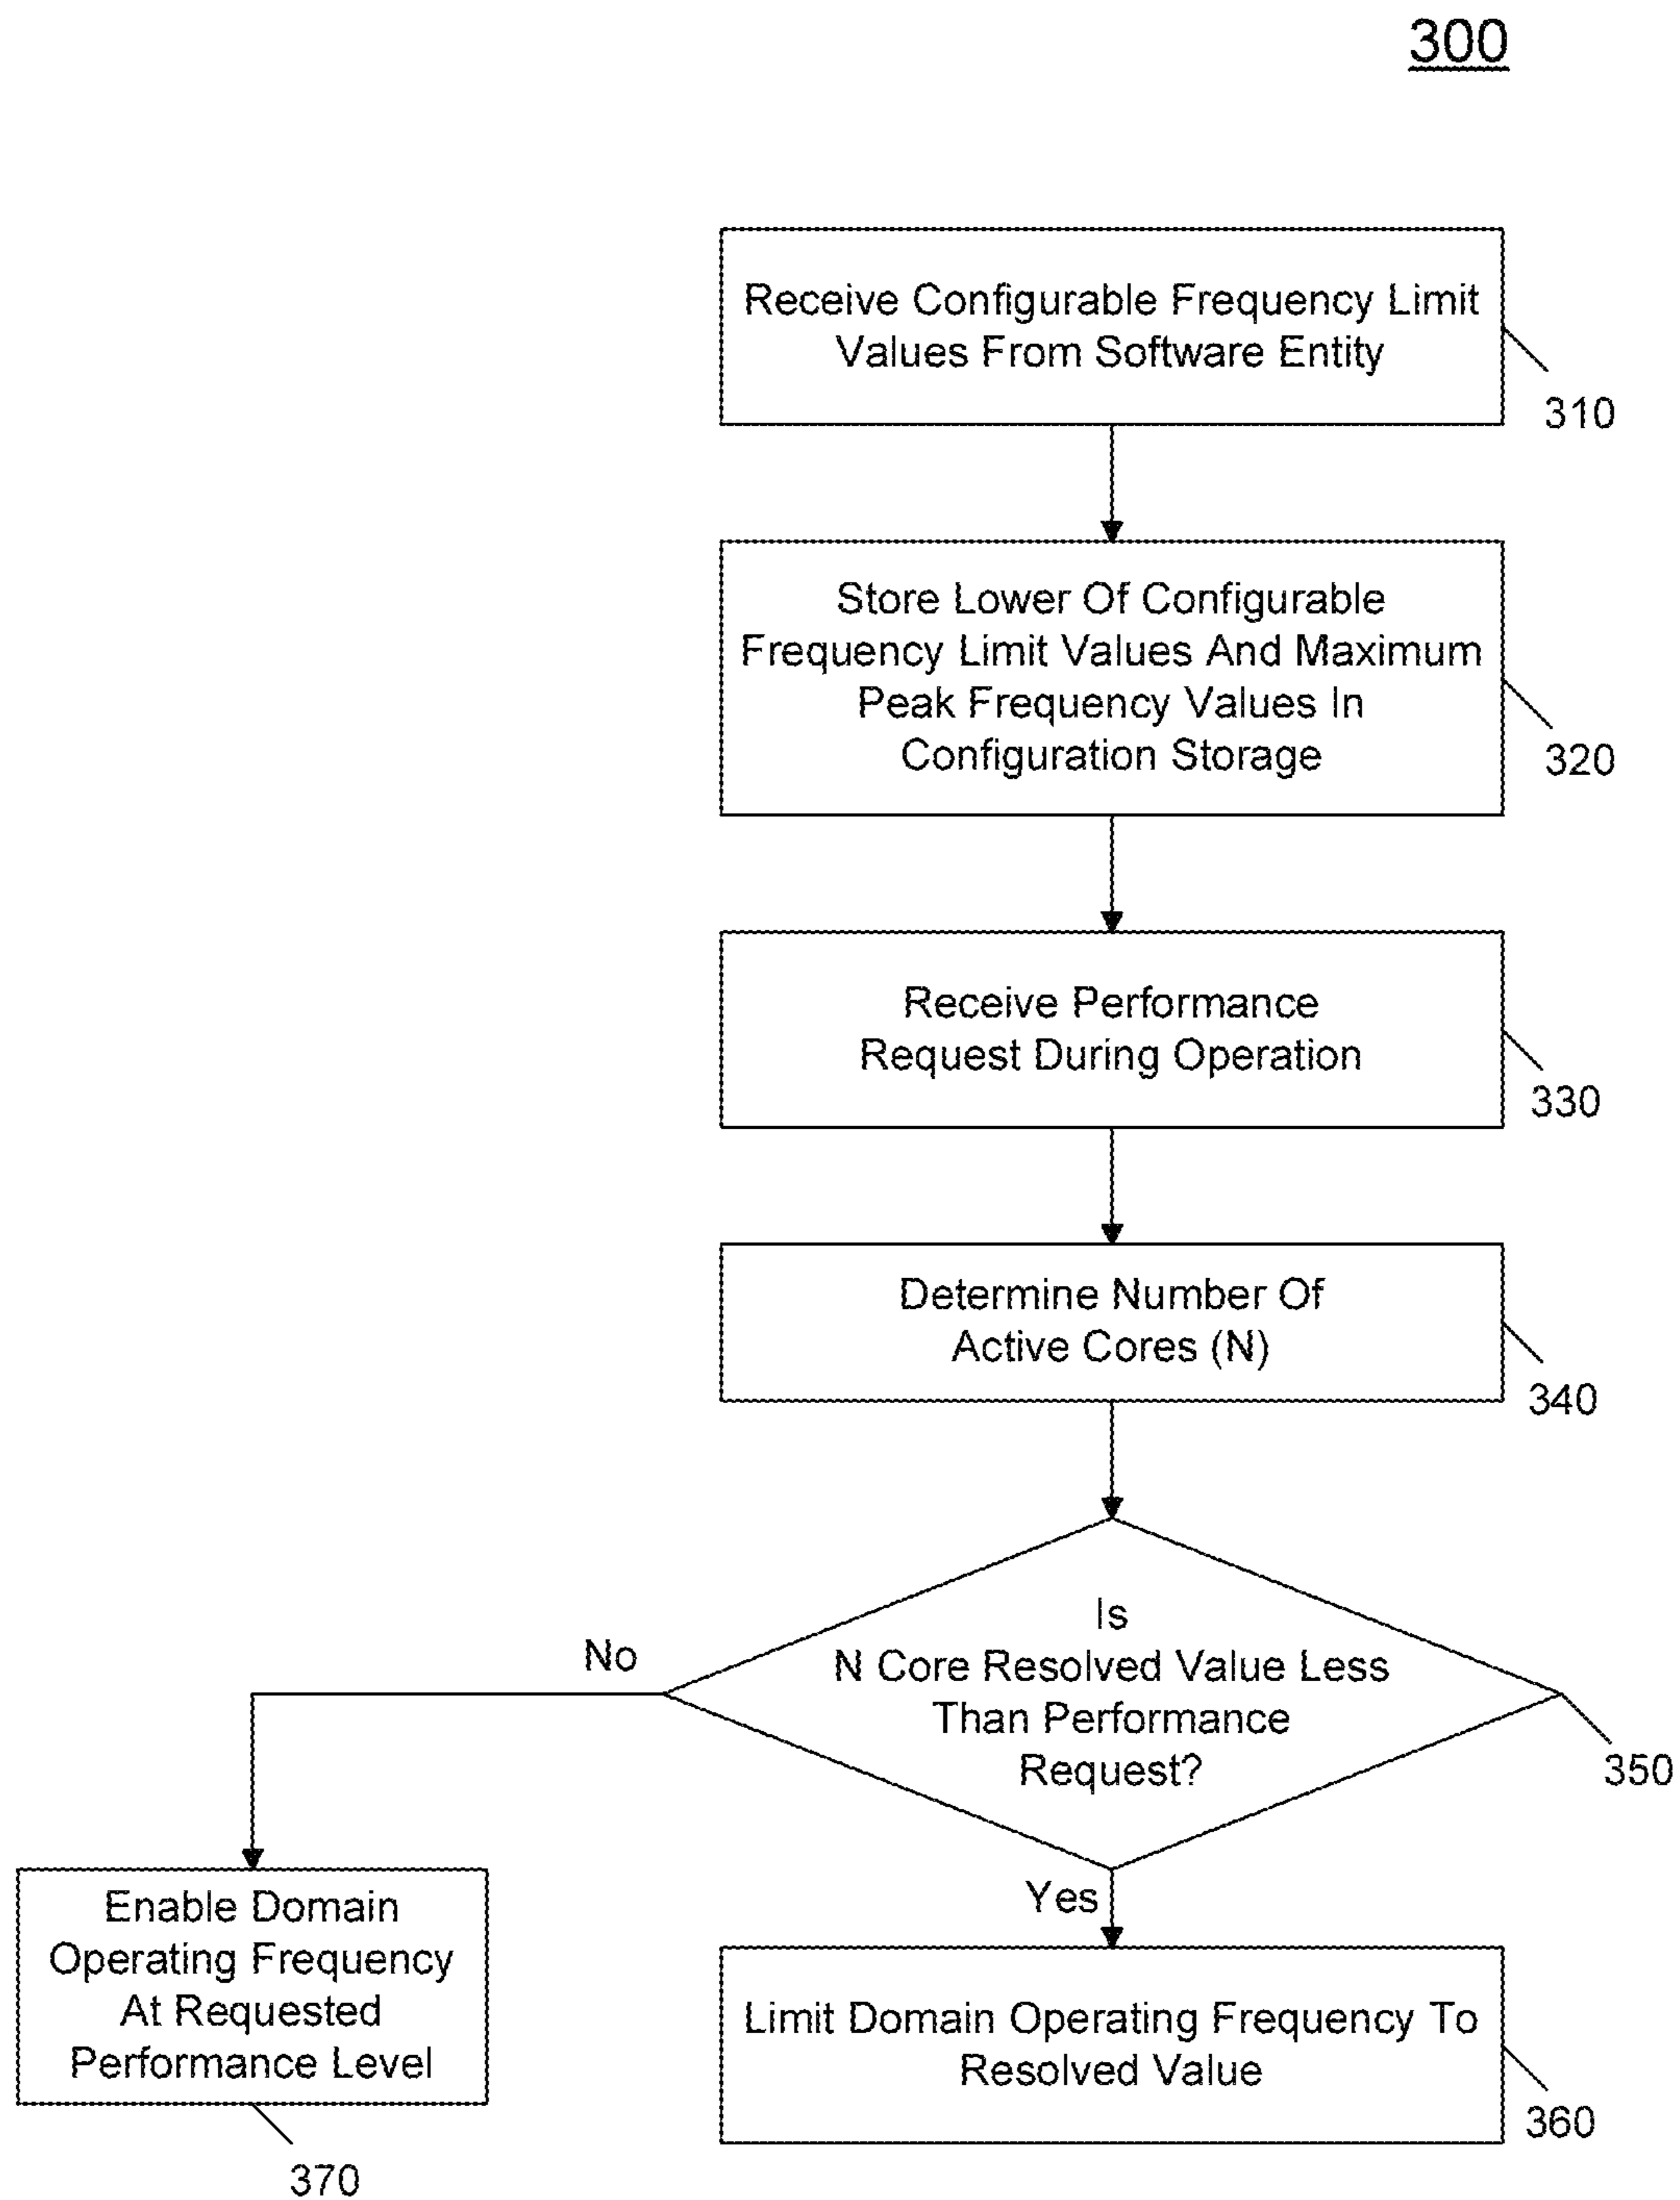 300
Receive Configurable Frequency Limit
Values From Software Entity
310
Store Lower Of Configurable
Frequency Limit Values And Maximum
Peak Frequency Values In
Configuration Storage
320
Receive Performance
Request During Operation
330
Determine Number Of
Active Cores (N)
340
Is
N Core Resolved Value Less
Than Performance
Request?
350
No
Yes
Enable Domain
Operating Frequency
At Requested
Performance Level
370
Limit Domain Operating Frequency To
Resolved Value
360